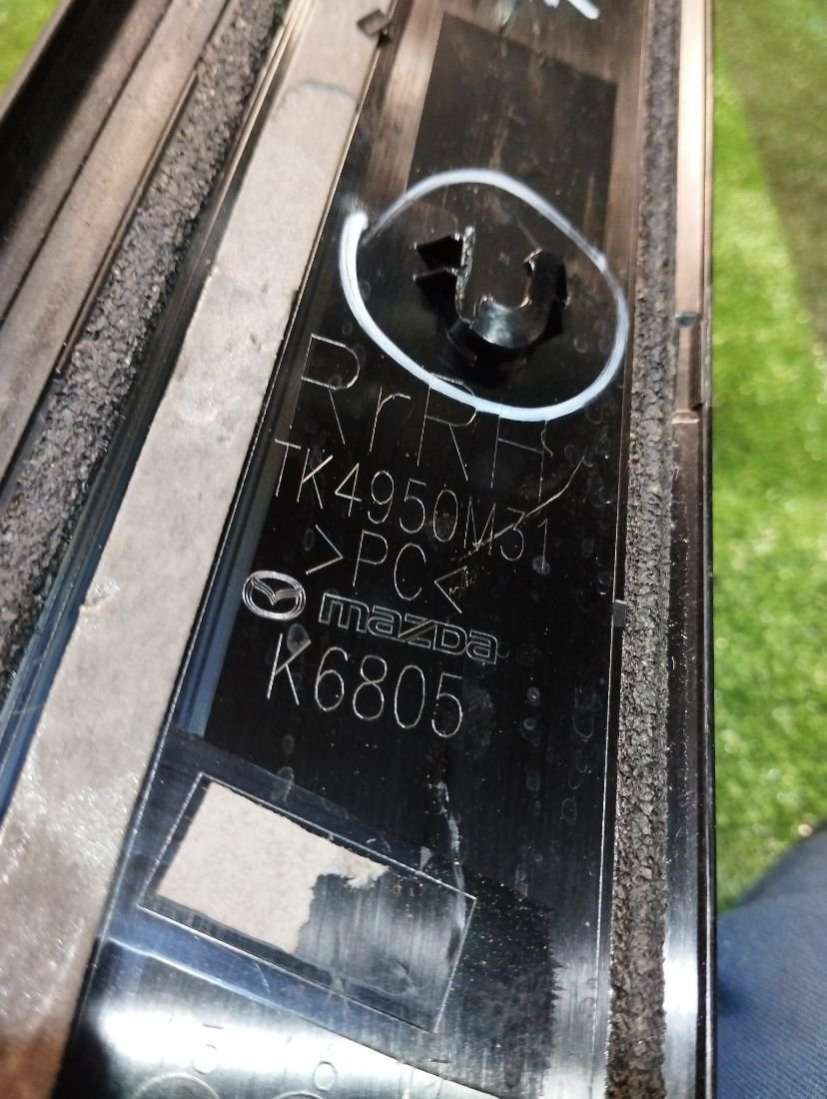 RrRH
TK4950M31
>PC<
mazda
K6805